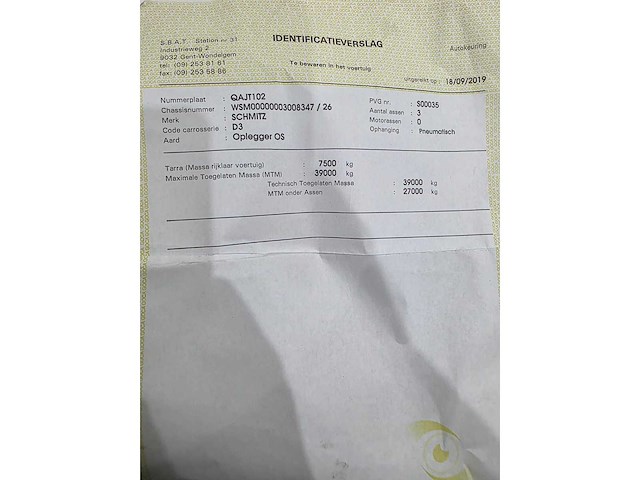 S.B.A.T. Station nr 31
Industrieweg 2
9032 Gent-Wondelgem
tel: (09) 253 81 61
fax: (09) 253 58 86
IDENTIFICATIEVERSLAG
Te bewaren in het voertuig
Autokeuring
uitgereikt op : 18/09/2019
Nummerplaat : QAJT102
Chassisnummer : WSM00000003008347 / 26
Merk : SCHMITZ
Code carrosserie : D3
Aard : Oplegger OS
PVG nr. : S00035
Aantal assen : 3
Motorassen : 0
Ophanging : Pneumatisch
Tarra (Massa rijklaar voertuig) : 7500 kg
Maximale Toegelaten Massa (MTM) : 39000 kg
Technisch Toegelaten Massa : 39000 kg
MTM onder Assen : 27000 kg